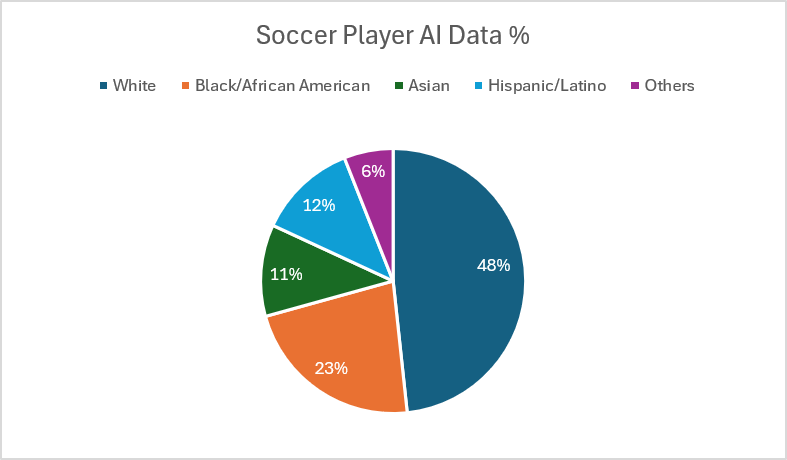 Soccer Player AI Data %
White Black/African American Asian Hispanic/Latino Others
6%
12%
48%
11%
23%